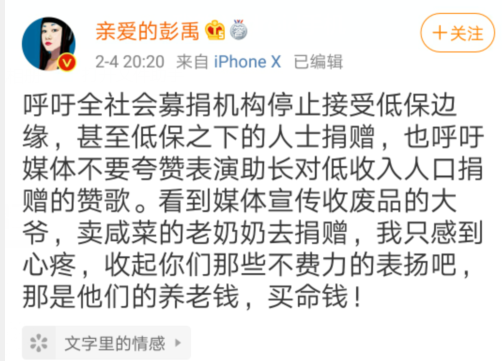 亲爱的彭禹
+关注
2-4 20:20 来自 iPhone X 已编辑
呼吁全社会募捐机构停止接受低保边
缘，甚至低保之下的人士捐赠，也呼吁
媒体不要夸赞表演助长对低收入人口捐
赠的赞歌。看到媒体宣传收废品的大
爷，卖咸菜的老奶奶去捐赠，我只感到
心疼，收起你们那些不费力的表扬吧，
那是他们的养老钱，买命钱！
文字里的情感